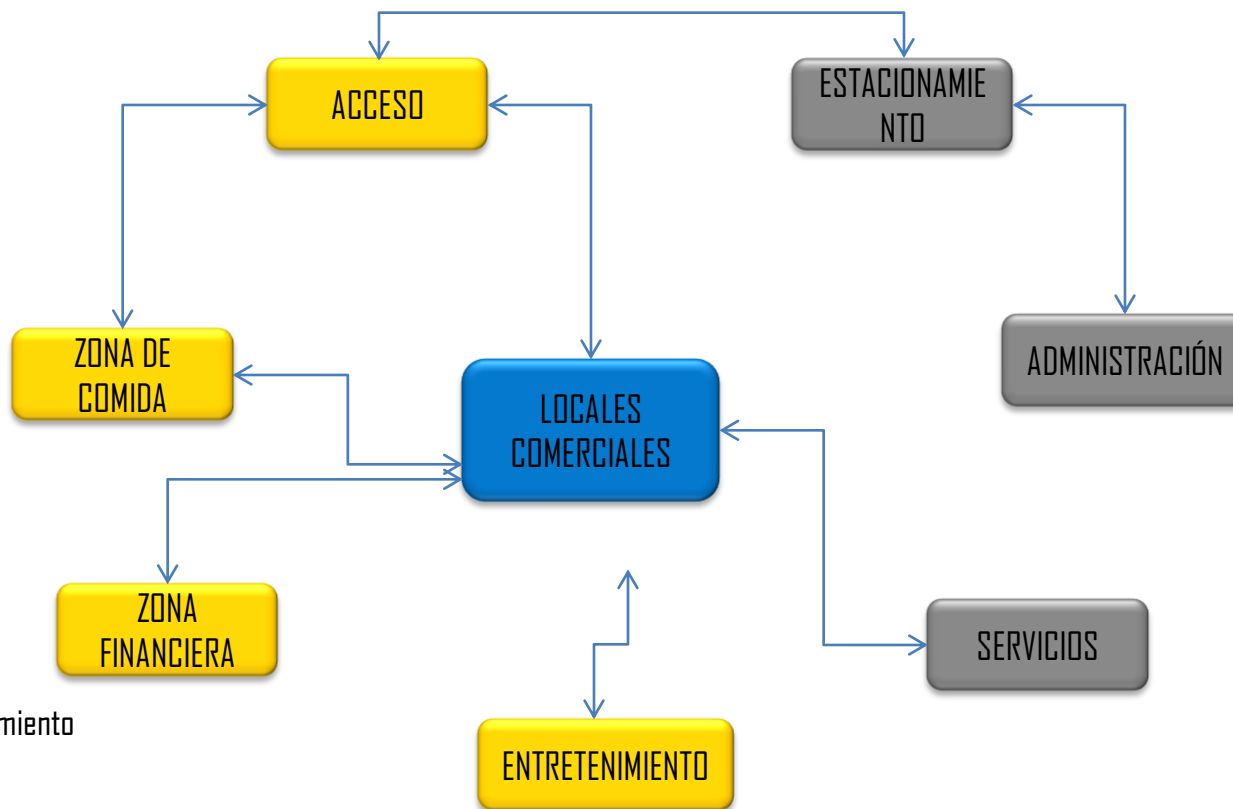 ACCESO
ESTACIONAMIE
NTO
ZONA DE
COMIDA
ADMINISTRACIÓN
LOCALES
COMERCIALES
ZONA
FINANCIERA
SERVICIOS
miento
ENTRETENIMIENTO